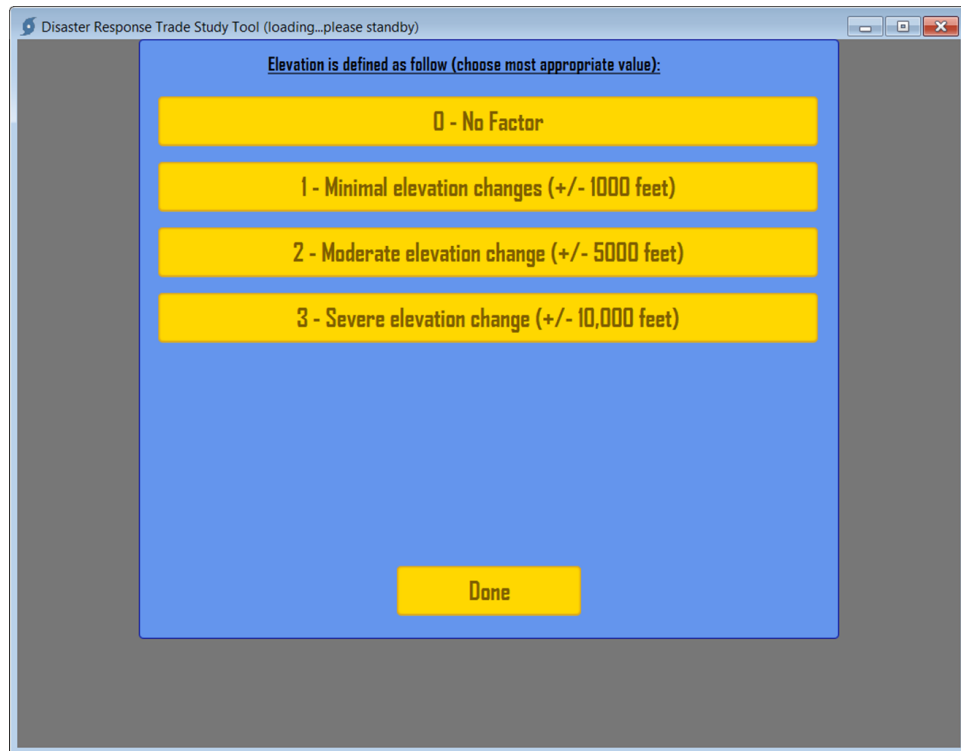 Disaster Response Trade Study Tool (loading...please standby)
Elevation is defined as follow (choose most appropriate value):
0 - No Factor
1 - Minimal elevation changes (+/- 1000 feet)
2 - Moderate elevation change (+/- 5000 feet)
3 - Severe elevation change (+/- 10,000 feet)
Done